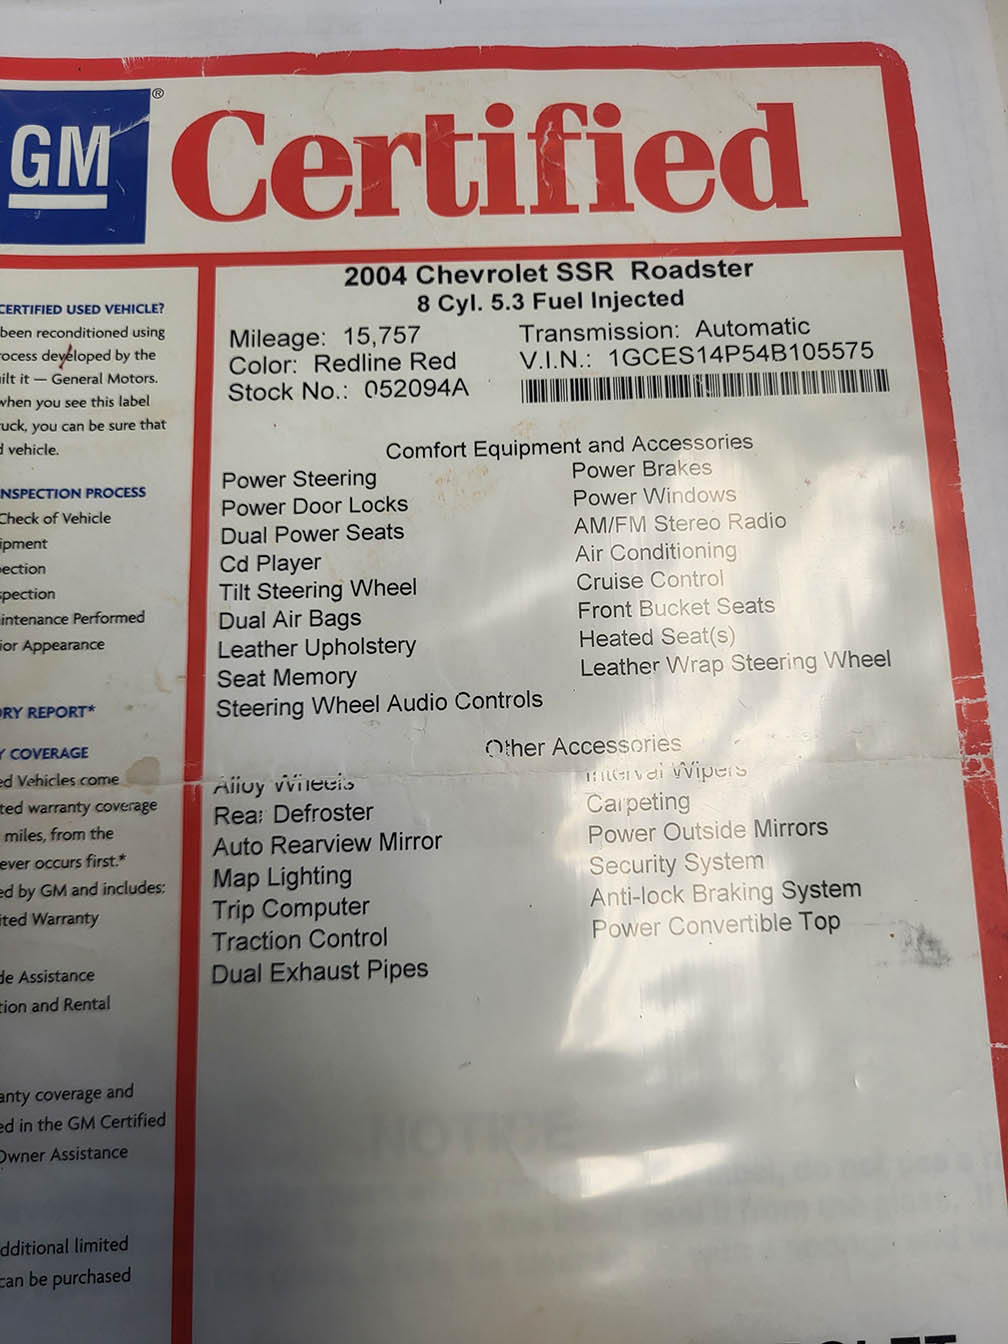 GM ® Certified
CERTIFIED USED VEHICLE?
been reconditioned using
developed by the
ilt it — General Motors.
when you see this label
uck, you can be sure that
vehicle.
NSPECTION PROCESS
Check of Vehicle
ipment
ection
spection
intenance Performed
ior Appearance
RY REPORT*
Y COVERAGE
ed Vehicles come
ted warranty coverage
miles, from the
ever occurs first.*
ed by GM and includes:
ited Warranty
de Assistance
tion and Rental
anty coverage and
ed in the GM Certified
Owner Assistance
dditional limited
can be purchased
2004 Chevrolet SSR Roadster
8 Cyl. 5.3 Fuel Injected
Mileage: 15,757 Transmission: Automatic
Color: Redline Red V.I.N.: 1GCES14P54B105575
Stock No.: 052094A
Comfort Equipment and Accessories
Power Steering Power Brakes
Power Door Locks Power Windows
Dual Power Seats AM/FM Stereo Radio
Cd Player Air Conditioning
Tilt Steering Wheel Cruise Control
Dual Air Bags Front Bucket Seats
Leather Upholstery Heated Seat(s)
Seat Memory Leather Wrap Steering Wheel
Steering Wheel Audio Controls
Other Accessories
Alloy Wheels Interval Wipers
Rear Defroster Carpeting
Auto Rearview Mirror Power Outside Mirrors
Map Lighting Security System
Trip Computer Anti-lock Braking System
Traction Control Power Convertible Top
Dual Exhaust Pipes
NOTICE